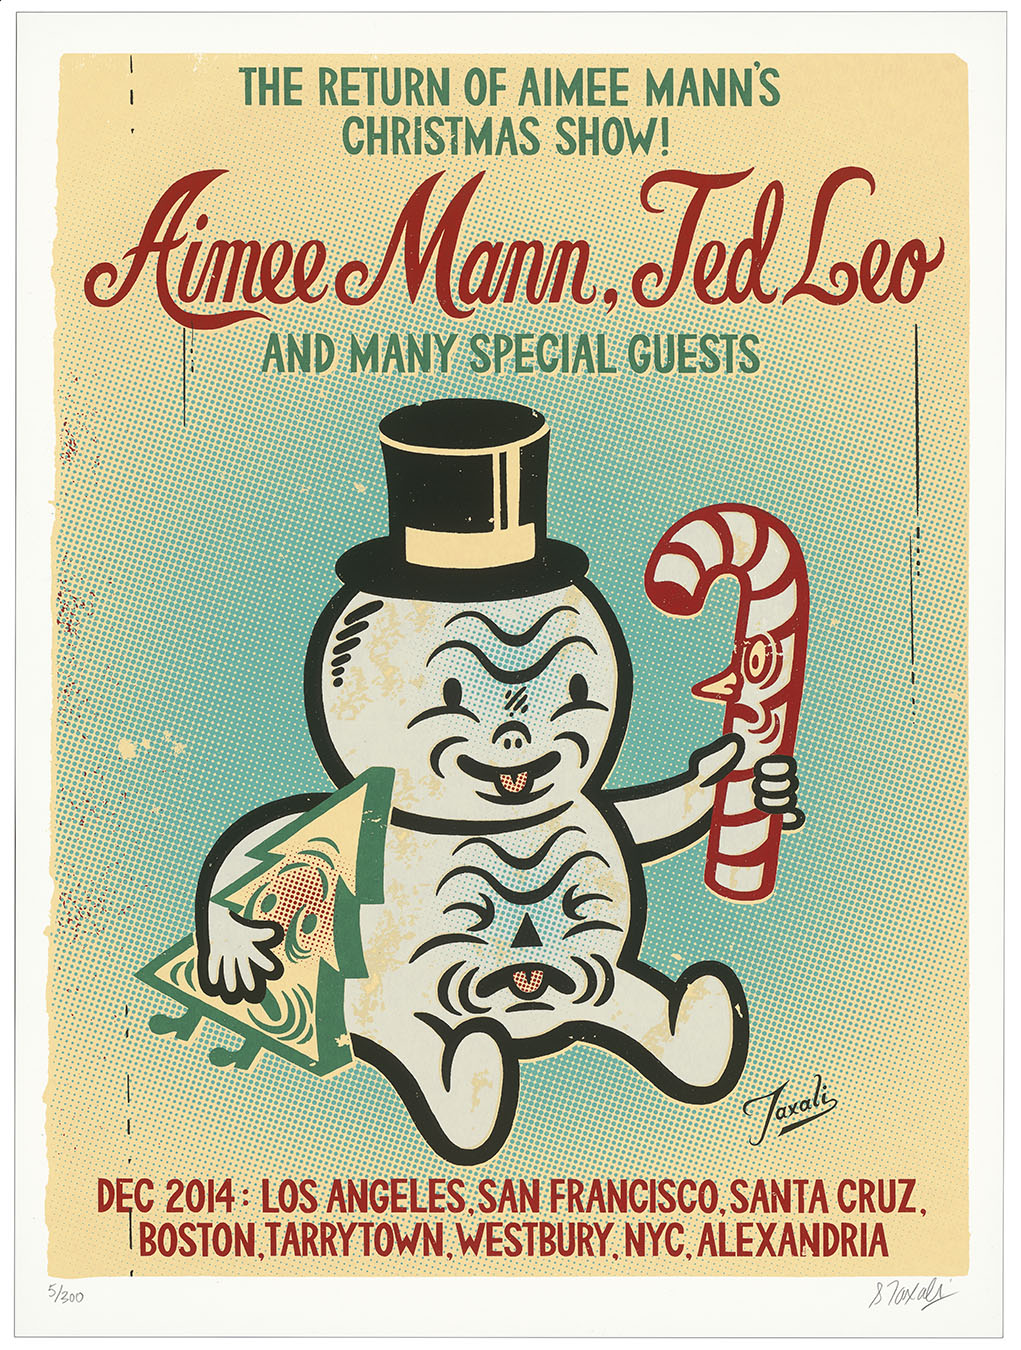 THE RETURN OF AIMEE MANN'S
CHRISTMAS SHOW!
Aimee Mann, Ted Leo
AND MANY SPECIAL GUESTS
Taxali
DEC 2014: LOS ANGELES, SAN FRANCISCO, SANTA CRUZ,
BOSTON, TARRYTOWN, WESTBURY, NYC, ALEXANDRIA
5/300
S Taxali